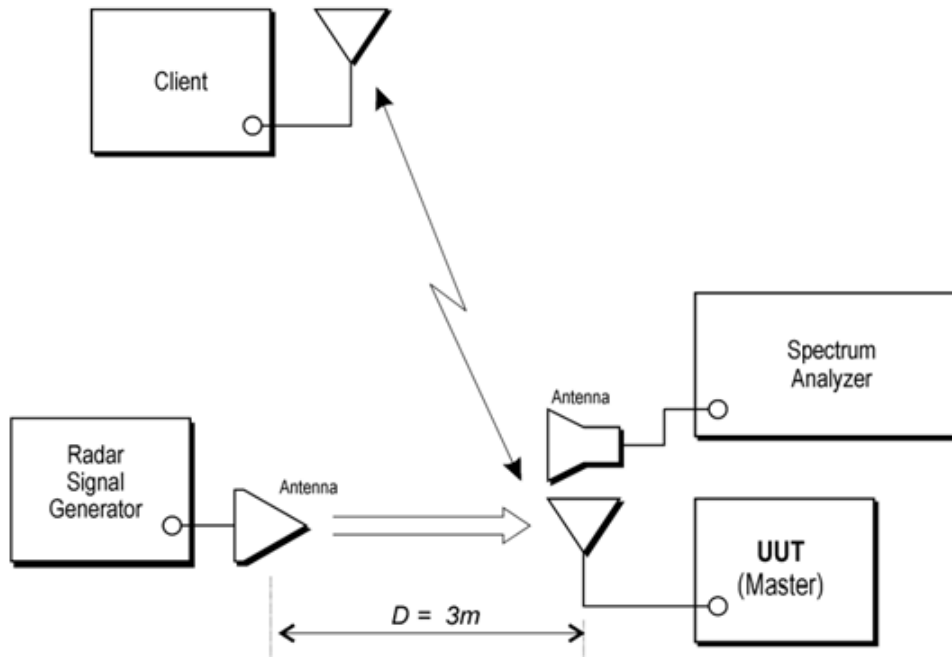 Client
Spectrum
Analyzer
Antenna
Radar
Signal
Generator
Antenna
UUT
(Master)
D = 3m